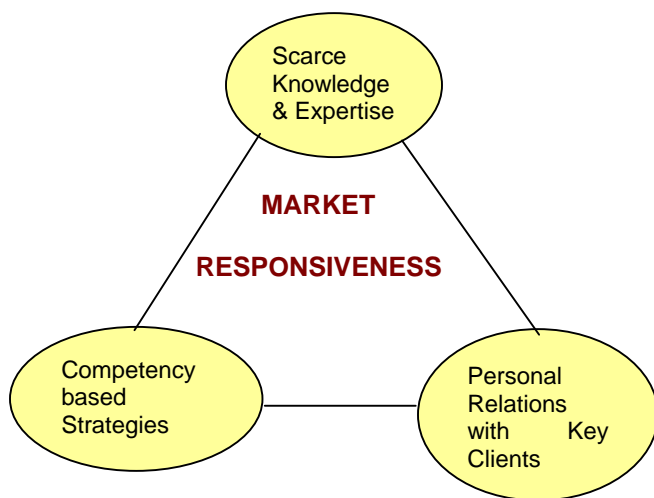 Scarce
Knowledge
& Expertise
MARKET
RESPONSIVENESS
Competency
based
Strategies
Personal
Relations
with Key
Clients